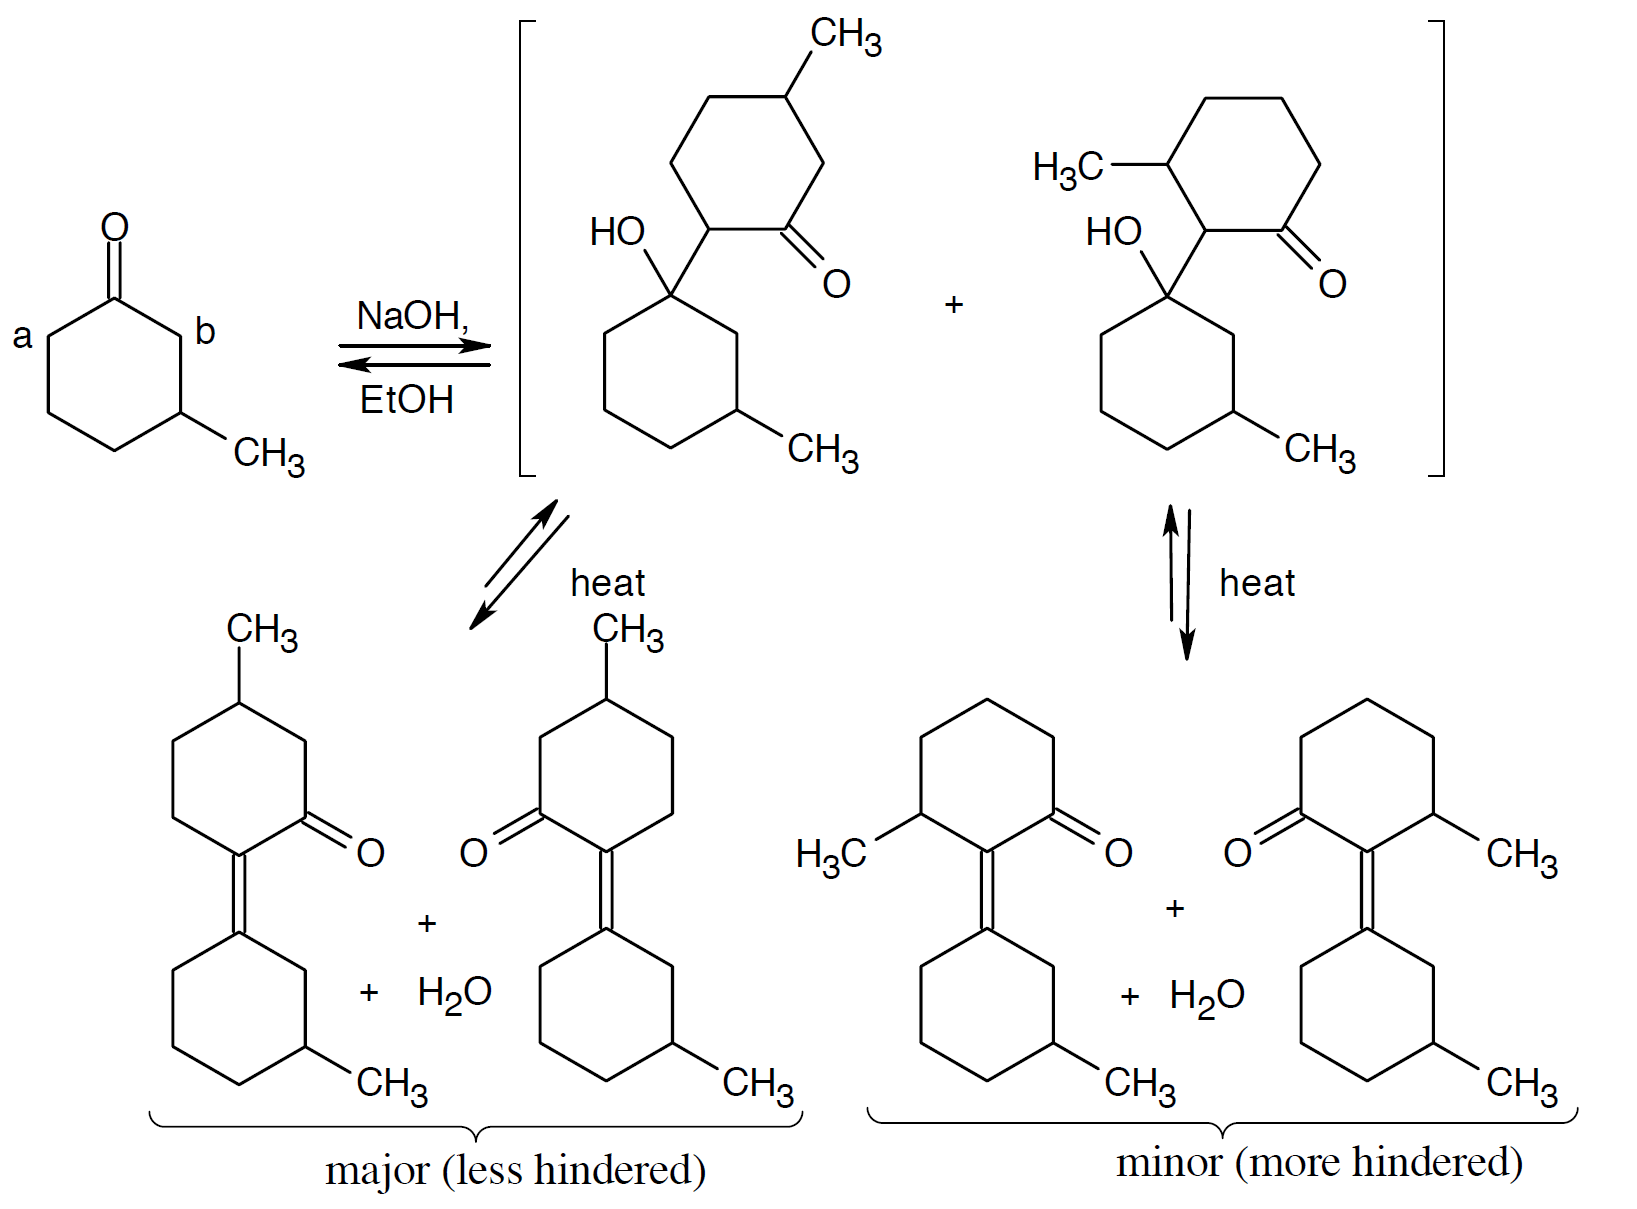 CH3
H3C
O
HO
HO
a
b
NaOH,
O
+
O
EtOH
CH3
CH3
CH3
heat
heat
CH3
CH3
O
O
H3C
O
O
CH3
+
+
+ H2O
+ H2O
CH3
CH3
CH3
CH3
major (less hindered)
minor (more hindered)